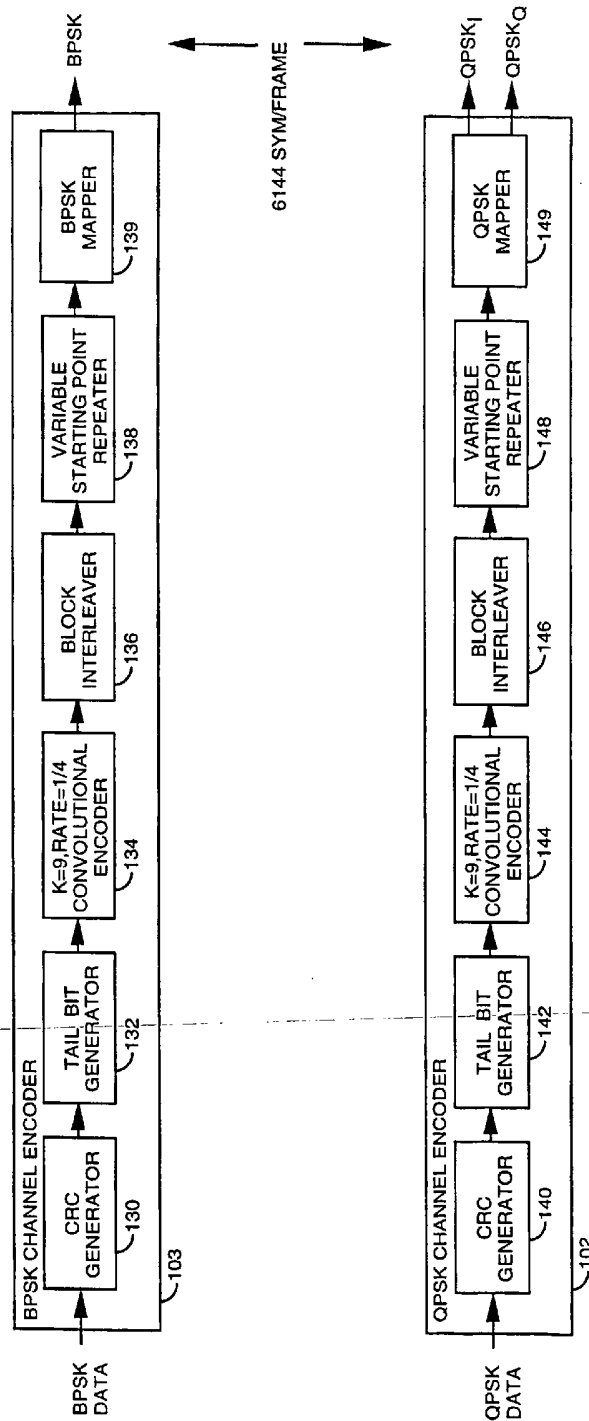 BPSK
DATA
BPSK CHANNEL ENCODER
103
CRC
GENERATOR
130
TAIL BIT
GENERATOR
132
K=9,RATE=1/4
CONVOLUTIONAL
ENCODER
134
BLOCK
INTERLEAVER
136
VARIABLE
STARTING POINT
REPEATER
138
BPSK
MAPPER
139
BPSK
6144 SYM/FRAME
QPSK
DATA
QPSK CHANNEL ENCODER
102
CRC
GENERATOR
140
TAIL BIT
GENERATOR
142
K=9,RATE=1/4
CONVOLUTIONAL
ENCODER
144
BLOCK
INTERLEAVER
146
VARIABLE
STARTING POINT
REPEATER
148
QPSK
MAPPER
149
QPSKI
QPSKQ